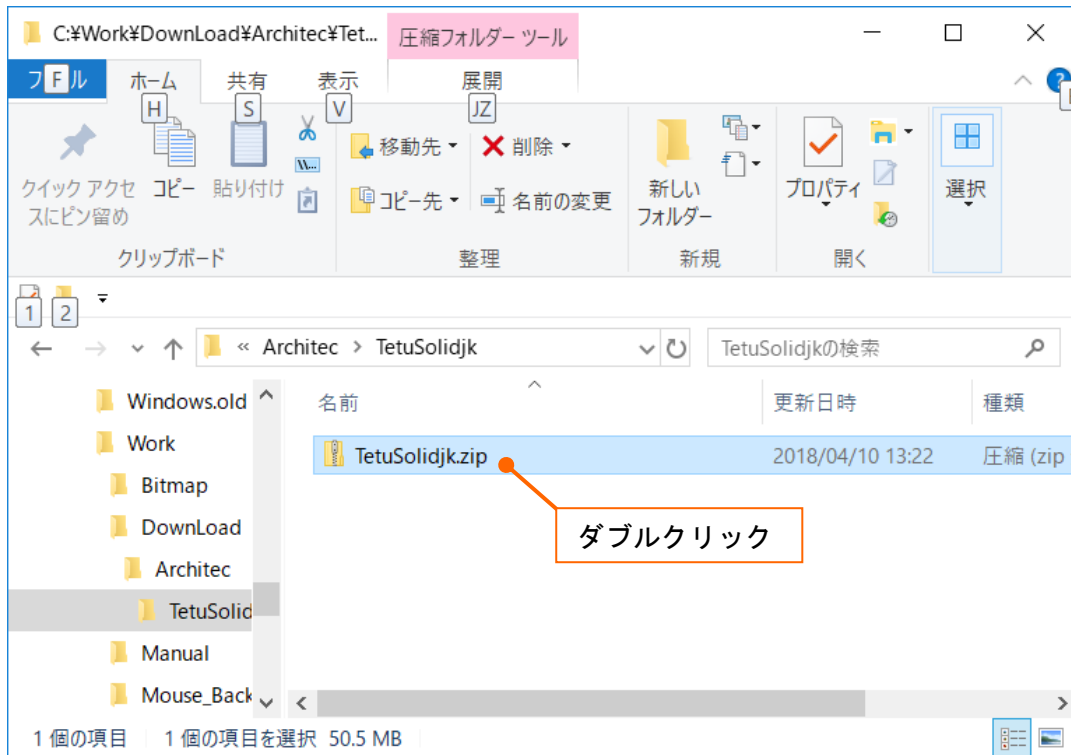 C:¥Work¥DownLoad¥Architec¥Tet... 圧縮フォルダー ツール
フ F ル ホーム 共有 表示 展開
H S V JZ
移動先 削除
クイック アクセスにピン留め
コピー
貼り付け
コピー先 名前の変更
新しい
フォルダー
プロパティ
選択
クリップボード 整理 新規 開く
1 2
« Architec > TetuSolidjk TetuSolidjkの検索
Windows.old
Work
Bitmap
DownLoad
Architec
TetuSolid
Manual
Mouse_Back
名前 更新日時 種類
TetuSolidjk.zip 2018/04/10 13:22 圧縮 (zip
ダブルクリック
1 個の項目 1 個の項目を選択 50.5 MB